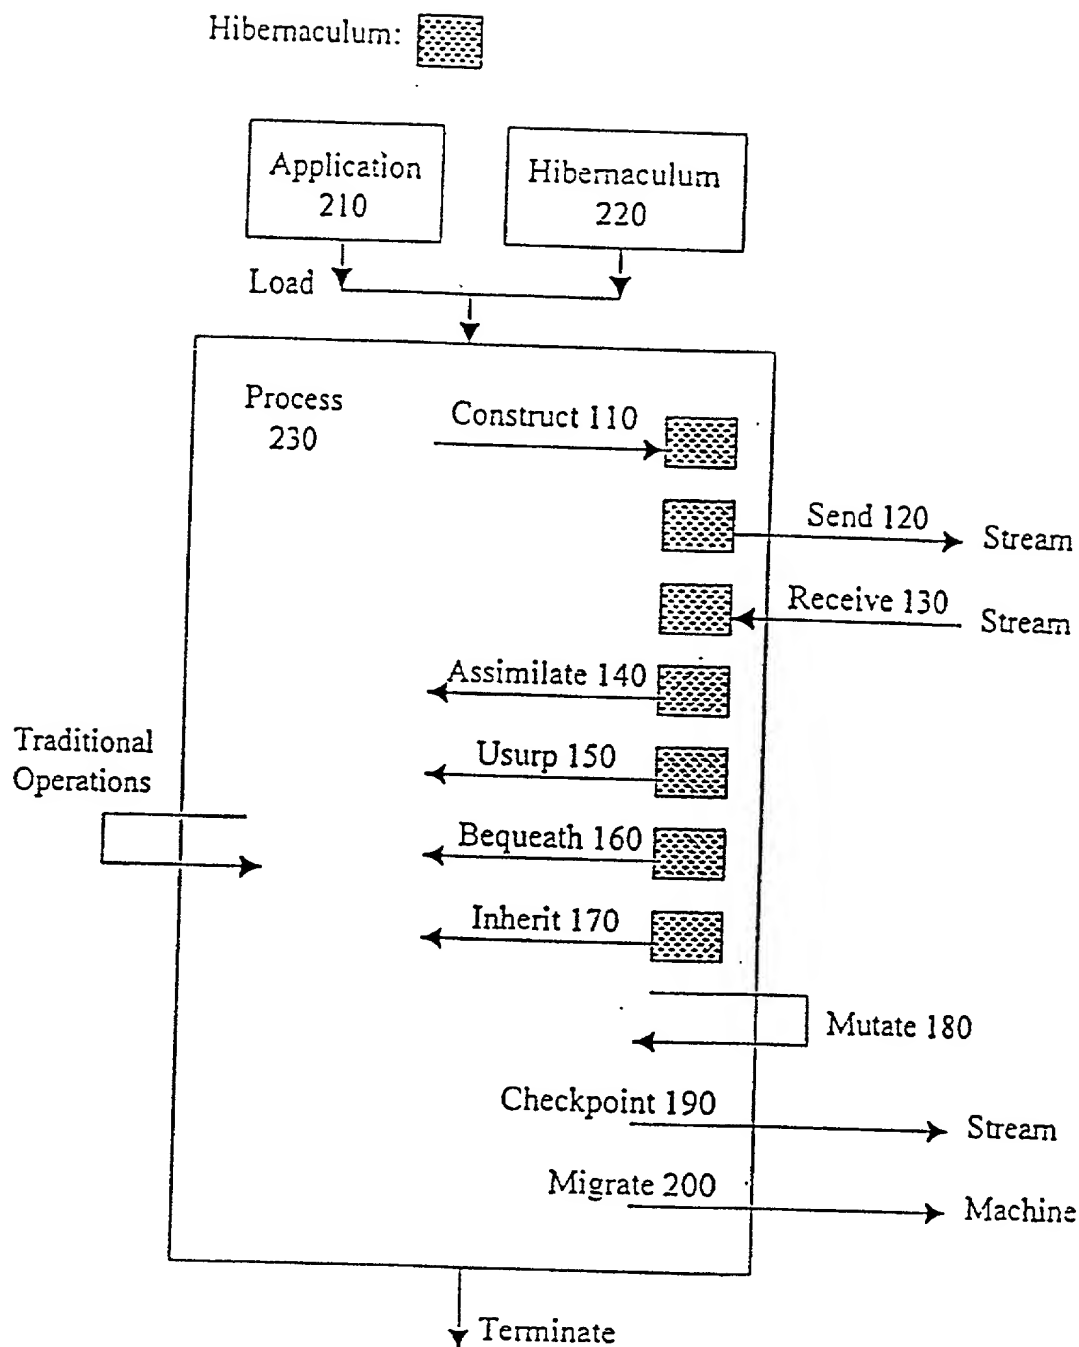 Hibernaculum:
Application
210
Hibernaculum
220
Load
Process
230
Construct 110
Send 120
Stream
Receive 130
Stream
Assimilate 140
Traditional
Operations
Usurp 150
Bequeath 160
Inherit 170
Mutate 180
Checkpoint 190
Stream
Migrate 200
Machine
Terminate